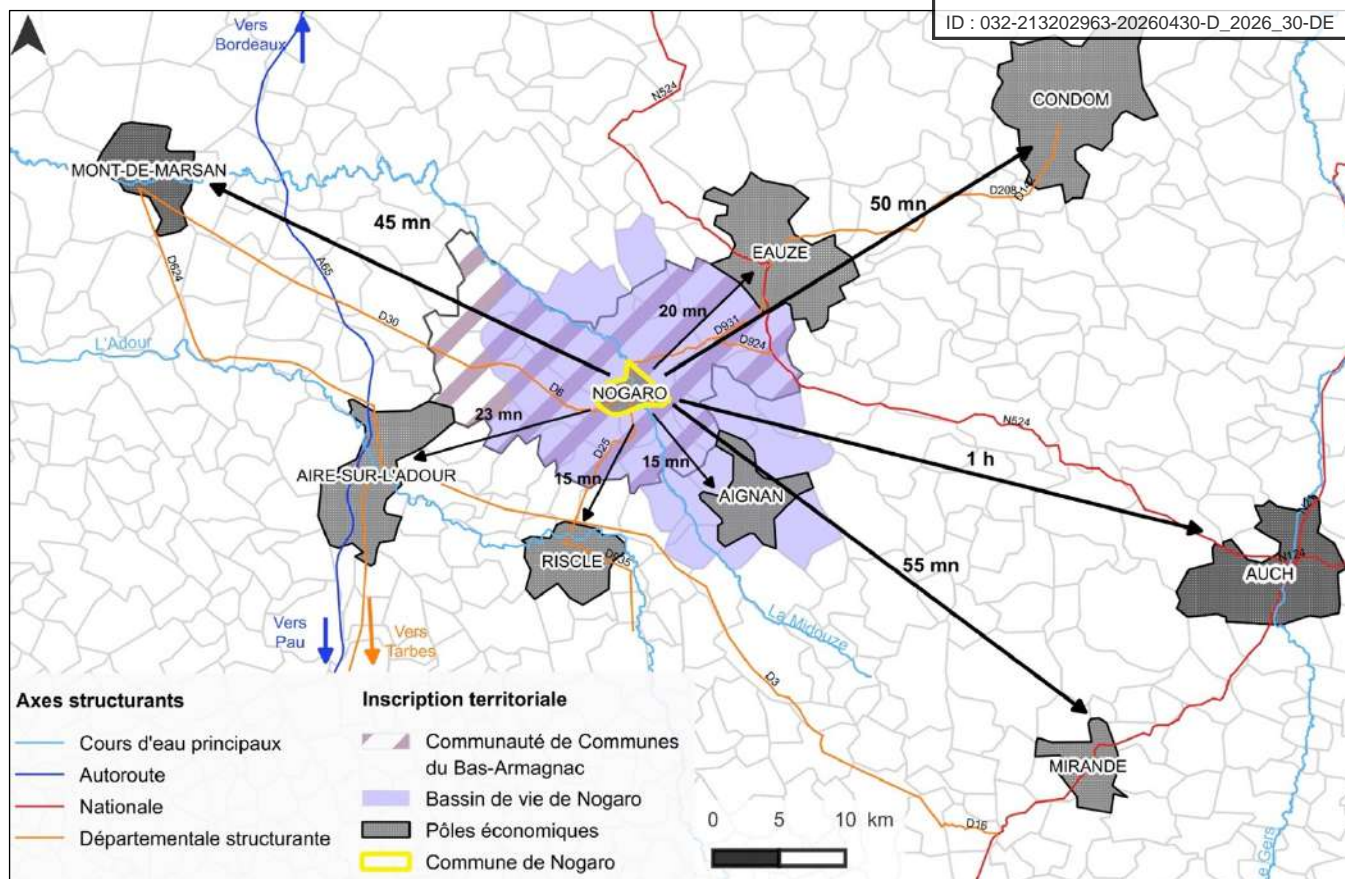 ID : 032-213202963-20260430-D_2026_30-DE
Vers
Bordeaux
N524
CONDOM
MONT-DE-MARSAN
D208
50 mn
45 mn
D624
A65
EAUZE
20 mn
D931
D924
L'Adour
D30
D6
NOGARO
23 mn
N524
D25
15 mn
15 mn
1 h
AIRE-SUR-L'ADOUR
AIGNAN
RISCLE
D935
55 mn
N124
AUCH
La Midouze
Vers
Pau
Vers
Tarbes
D3
MIRANDE
D16
Le Gers
Axes structurants
Cours d'eau principaux
Autoroute
Nationale
Départementale structurante
Inscription territoriale
Communauté de Communes
du Bas-Armagnac
Bassin de vie de Nogaro
Pôles économiques
Commune de Nogaro
0 5 10 km